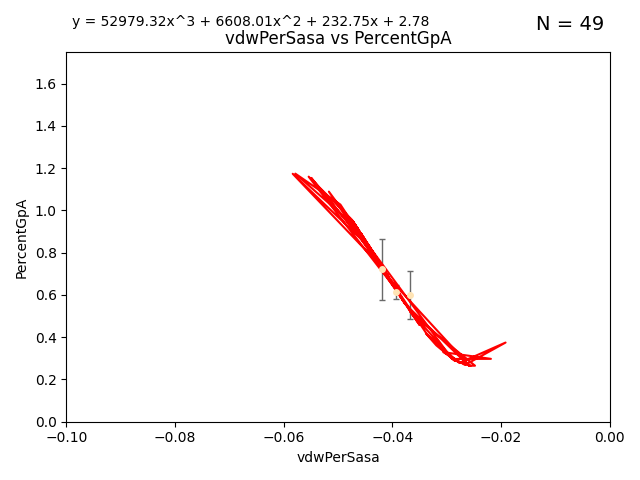 y = 52979.32x^3 + 6608.01x^2 + 232.75x + 2.78
N = 49
vdwPerSasa vs PercentGpA
PercentGpA
1.6
1.4
1.2
1.0
0.8
0.6
0.4
0.2
0.0
−0.10 −0.08 −0.06 −0.04 −0.02 0.00
vdwPerSasa